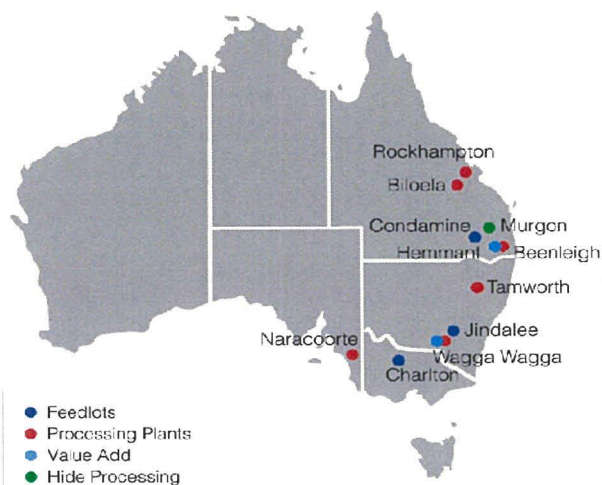 Rockhampton
Biloela
Condamine
Murgon
Hemmant
Beenleigh
Tamworth
Jindalee
Naracoorte
Wagga Wagga
Charlton
Feedlots
Processing Plants
Value Add
Hide Processing